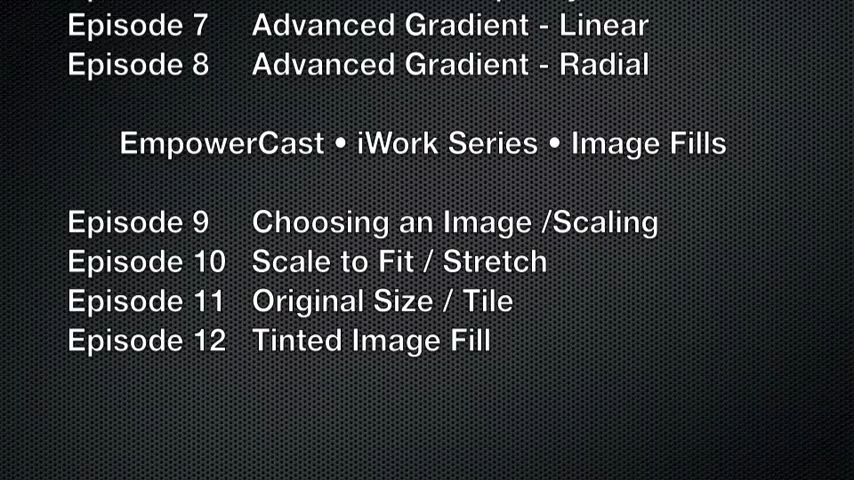 Episode 7 Advanced Gradient - Linear
Episode 8 Advanced Gradient - Radial
EmpowerCast • iWork Series • Image Fills
Episode 9 Choosing an Image /Scaling
Episode 10 Scale to Fit / Stretch
Episode 11 Original Size / Tile
Episode 12 Tinted Image Fill